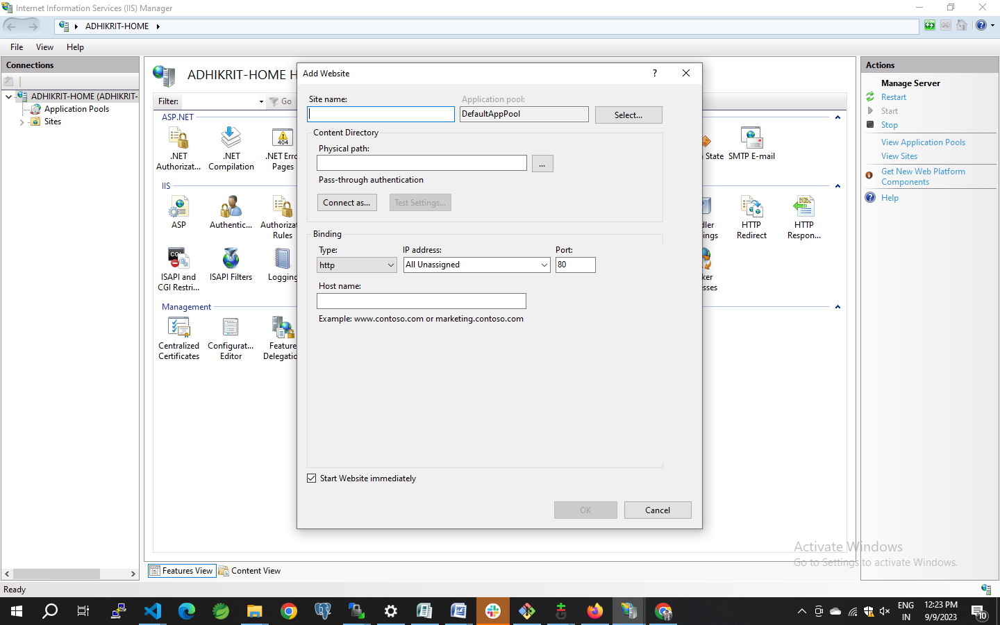 Internet Information Services (IIS) Manager
ADHIKRIT-HOME
File View Help
Connections
ADHIKRIT-HOME (ADHIKRIT-
Application Pools
Sites
ADHIKRIT-HOME H
Filter:
Go
ASP.NET
.NET Authorizat...
.NET Compilation
.NET Erro
Pages
State
SMTP E-mail
IIS
ASP
Authentic...
Authoriza
Rules
dler
ings
HTTP Redirect
HTTP Respon...
ISAPI and CGI Restri...
ISAPI Filters
Logging
ker
esses
Management
Centralized Certificates
Configurat... Editor
Feature
Delegatio
Add Website
?
Site name:
Application pool:
DefaultAppPool
Select...
Content Directory
Physical path:
...
Pass-through authentication
Connect as...
Test Settings...
Binding
Type:
IP address:
Port:
http
All Unassigned
80
Host name:
Example: www.contoso.com or marketing.contoso.com
Start Website immediately
OK
Cancel
Actions
Manage Server
Restart
Start
Stop
View Application Pools
View Sites
Get New Web Platform
Components
Help
Activate Windows
Go to Settings to activate Windows.
Features View
Content View
Ready
ENG
IN
12:23 PM
9/9/2023
10